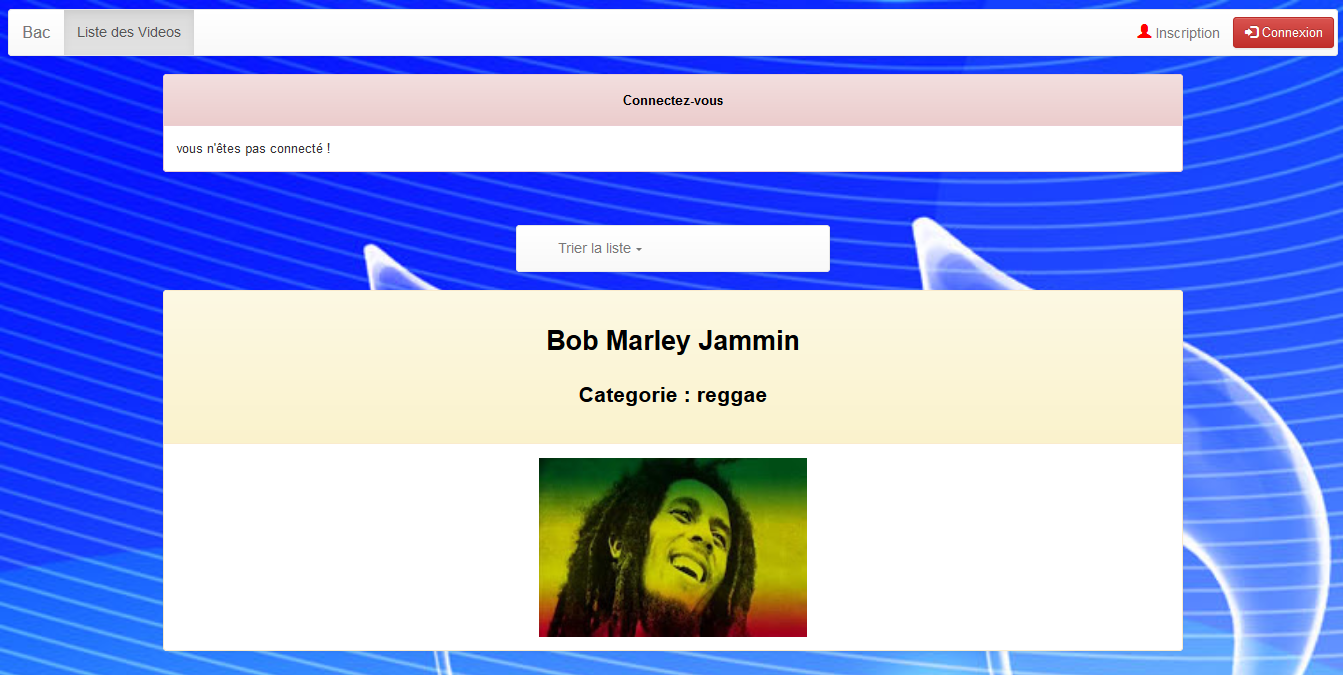 Bac
Liste des Videos
Inscription
Connexion
Connectez-vous
vous n'êtes pas connecté !
Trier la liste
Bob Marley Jammin
Categorie : reggae